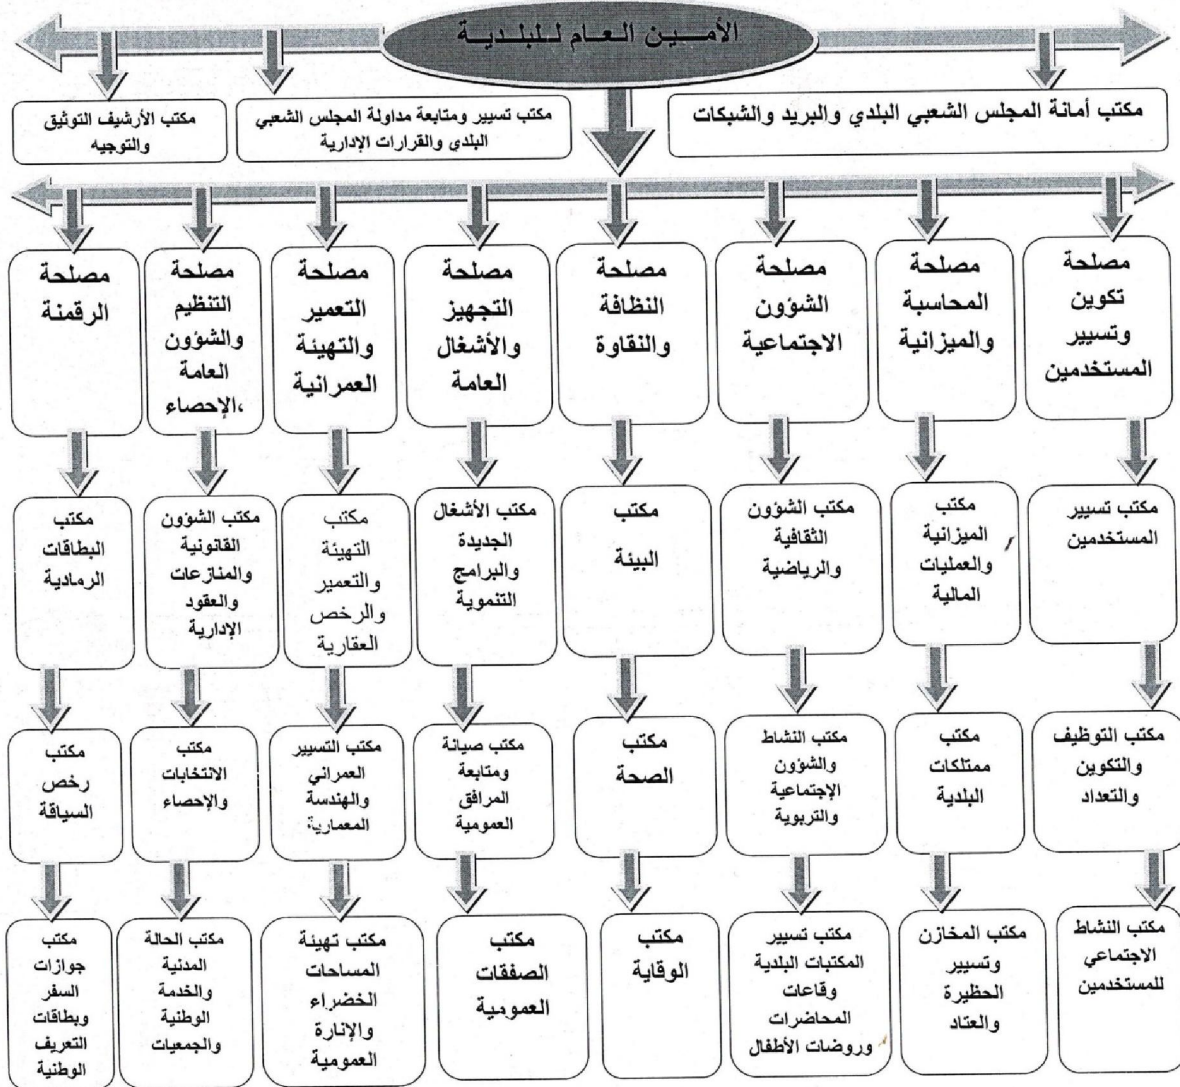 الأمـين العـام للبلديـة
مكتب أمانة المجلس الشعبي البلدي والبريد والشبكات
مكتب تسيير ومتابعة مداولة المجلس الشعبي
البلدي والقرارات الإدارية
مكتب الأرشيف التوثيق
والتوجيه
مصلحة
تكوين
وتسيير
المستخدمين
مصلحة
المحاسبة
والميزانية
مصلحة
الشؤون
الاجتماعية
مصلحة
النظافة
والنقاوة
مصلحة
التجهيز
والأشغال
العامة
مصلحة
التعمير
والتهيئة
العمرانية
مصلحة
التنظيم
والشؤون
العامة
،الإحصاء
مصلحة
الرقمنة
مكتب تسيير
المستخدمين
مكتب
الميزانية
والعمليات
المالية
مكتب الشؤون
الثقافية
والرياضية
مكتب
البيئة
مكتب الأشغال
الجديدة
والبرامج
التنموية
مكتب
التهيئة
والتعمير
والرخص
العقارية
مكتب الشؤون
القانونية
والمنازعات
والعقود
الإدارية
مكتب
البطاقات
الرمادية
مكتب التوظيف
والتكوين
والتعداد
مكتب
ممتلكات
البلدية
مكتب النشاط
والشؤون
الإجتماعية
والتربوية
مكتب
الصحة
مكتب صيانة
ومتابعة
المرافق
العمومية
مكتب التسيير
العمراني
والهندسة
المعمارية
مكتب
الانتخابات
والإحصاء
مكتب
رخص
السياقة
مكتب النشاط
الاجتماعي
للمستخدمين
مكتب المخازن
وتسيير
الحظيرة
والعتاد
مكتب تسيير
المكتبات البلدية
وقاعات
المحاضرات
وروضات الأطفال
مكتب
الوقاية
مكتب
الصفقات
العمومية
مكتب تهيئة
المساحات
الخضراء
والإنارة
العمومية
مكتب الحالة
المدنية
والخدمة
الوطنية
والجمعيات
مكتب
جوازات
السفر
وبطاقات
التعريف
الوطنية